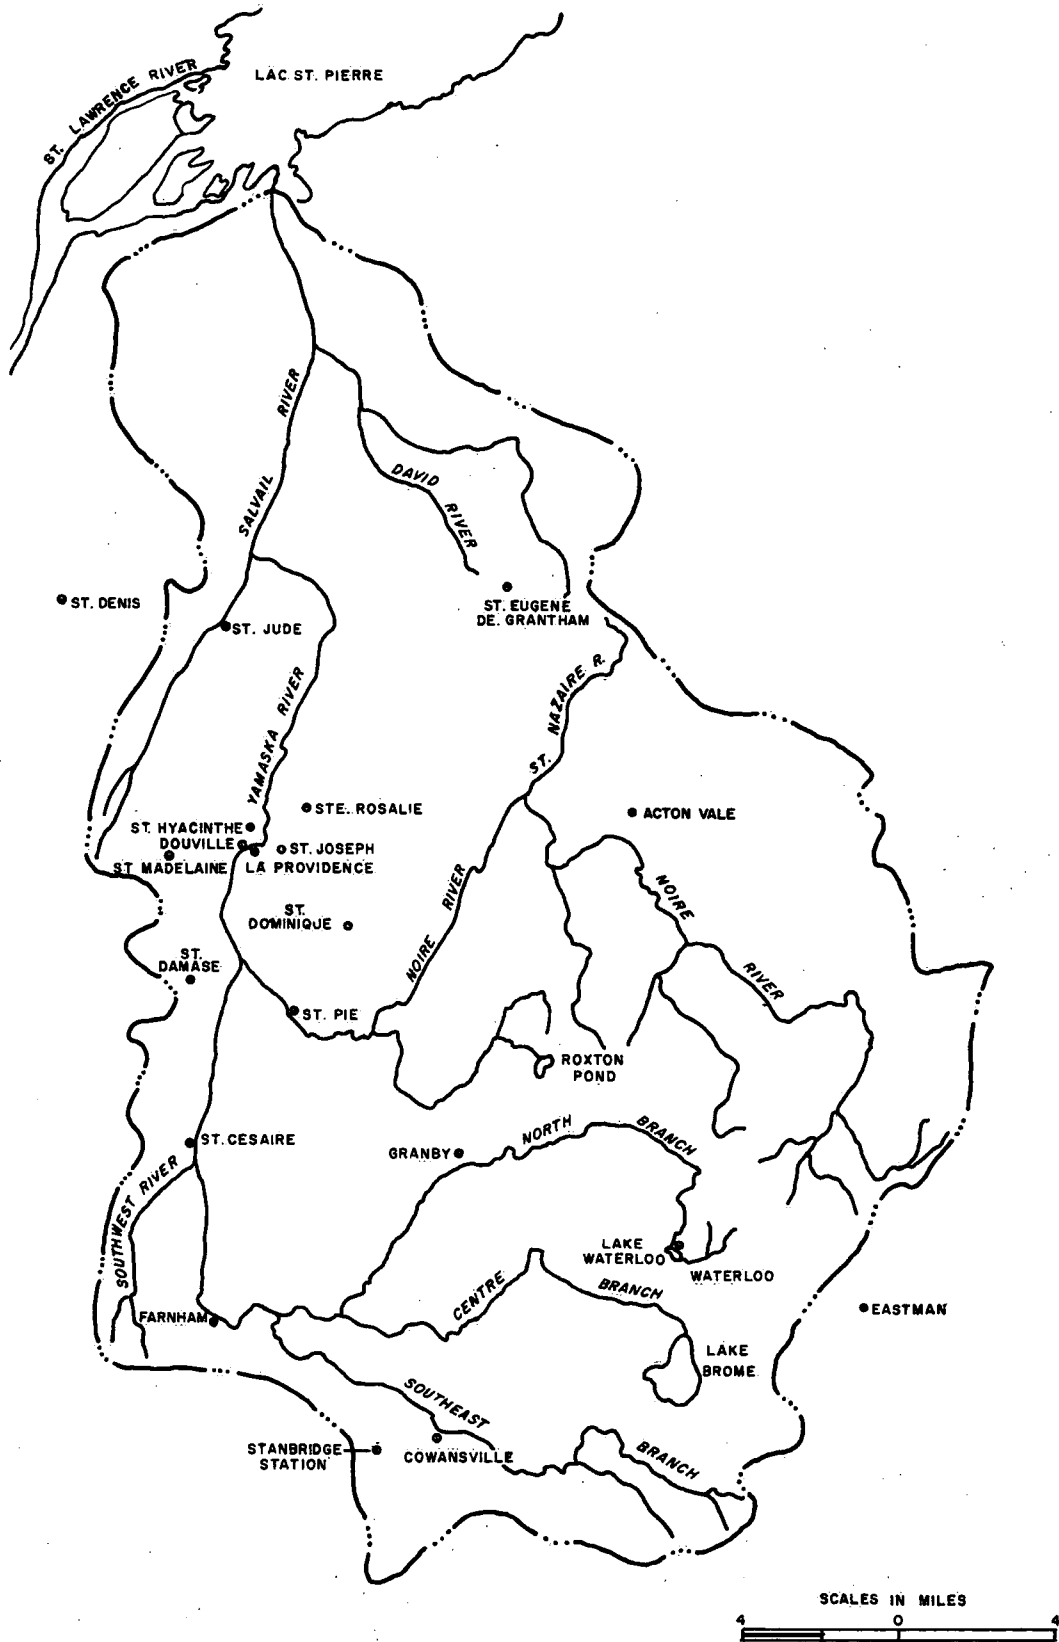 ST. LAWRENCE RIVER
LAC ST. PIERRE
SALVAIL RIVER
DAVID RIVER
ST. DENIS
ST. EUGENE
DE. GRANTHAM
ST. JUDE
ST. NAZAIRE R.
YAMASKA RIVER
STE. ROSALIE
ACTON VALE
ST. HYACINTHE
DOUVILLE
ST. JOSEPH
ST MADELAINE
LA PROVIDENCE
NOIRE RIVER
NOIRE RIVER
ST.
DOMINIQUE
ST.
DAMASE
ST. PIE
ROXTON
POND
NORTH BRANCH
ST. CESAIRE
GRANBY
SOUTHWEST RIVER
LAKE
WATERLOO
WATERLOO
CENTRE BRANCH
EASTMAN
FARNHAM
LAKE
BROME
SOUTHEAST BRANCH
STANBRIDGE
STATION
COWANSVILLE
SCALES IN MILES
4 0 4